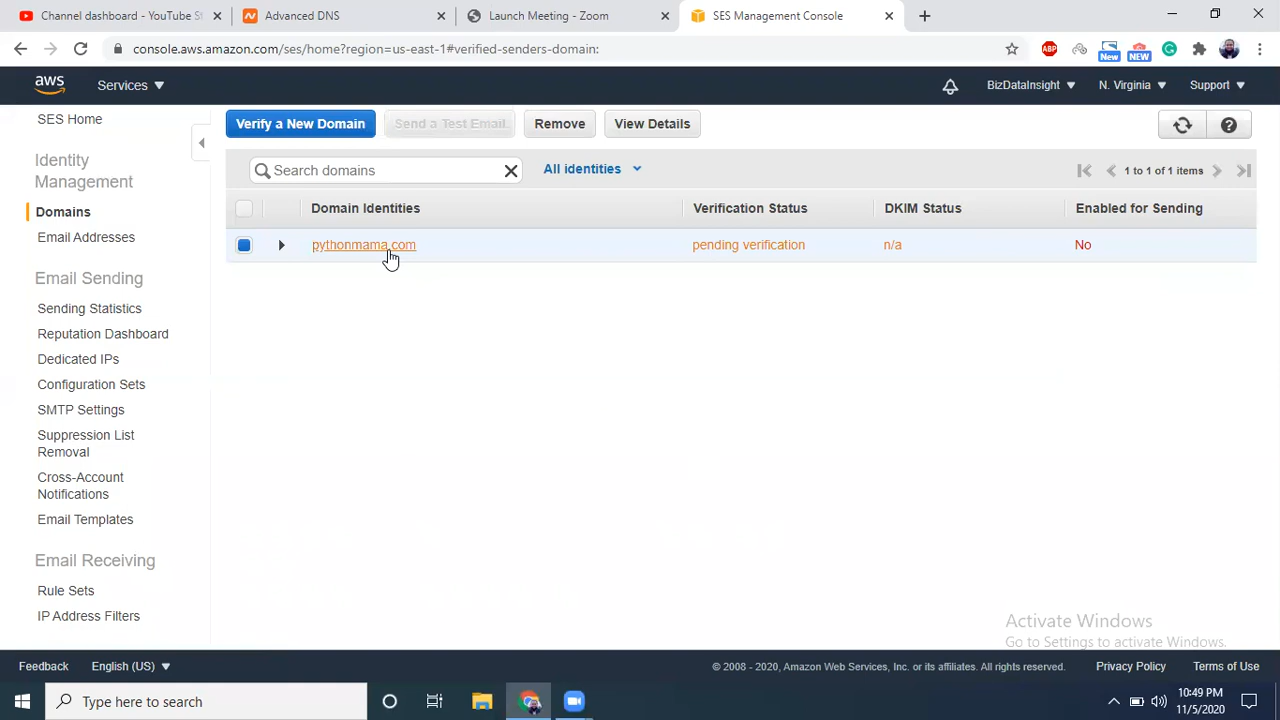 Channel dashboard - YouTube St
Advanced DNS
Launch Meeting - Zoom
SES Management Console
console.aws.amazon.com/ses/home?region=us-east-1#verified-senders-domain:
ABP
New
NEW
aws
Services
BizDataInsight
N. Virginia
Support
SES Home
Identity
Management
Domains
Email Addresses
Email Sending
Sending Statistics
Reputation Dashboard
Dedicated IPs
Configuration Sets
SMTP Settings
Suppression List
Removal
Cross-Account
Notifications
Email Templates
Email Receiving
Rule Sets
IP Address Filters
Verify a New Domain
Send a Test Email
Remove
View Details
Search domains
All identities
1 to 1 of 1 items
Domain Identities
Verification Status
DKIM Status
Enabled for Sending
pythonmama.com
pending verification
n/a
No
Activate Windows
Go to Settings to activate Windows.
Feedback
English (US)
© 2008 - 2020, Amazon Web Services, Inc. or its affiliates. All rights reserved.
Privacy Policy
Terms of Use
Type here to search
10:49 PM
11/5/2020